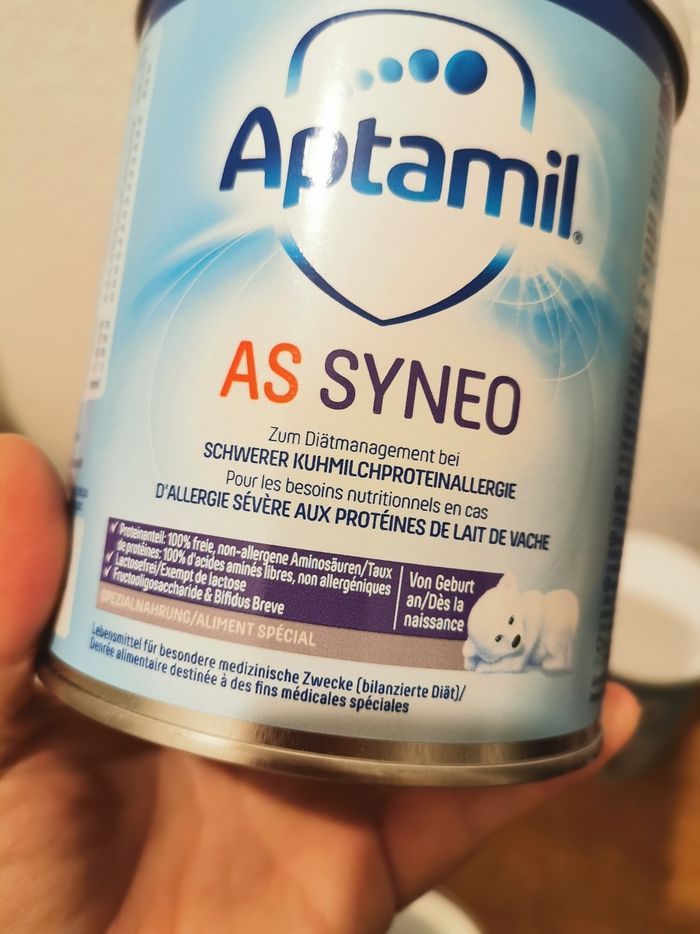 Aptamil®
AS SYNEO
Zum Diätmanagement bei
SCHWERER KUHMILCHPROTEINALLERGIE
Pour les besoins nutritionnels en cas
D'ALLERGIE SÉVÈRE AUX PROTÉINES DE LAIT DE VACHE
✓ Proteinanteil: 100% freie, non-allergene Aminosäuren/Taux
de protéines: 100% d'acides aminés libres, non allergéniques
✓ Lactosefrei/Exempt de lactose
✓ Fructooligosaccharide & Bifidus Breve
Von Geburt
an/Dès la
naissance
SPEZIALNAHRUNG/ALIMENT SPÉCIAL
Lebensmittel für besondere medizinische Zwecke (bilanzierte Diät)/
Denrée alimentaire destinée à des fins médicales spéciales